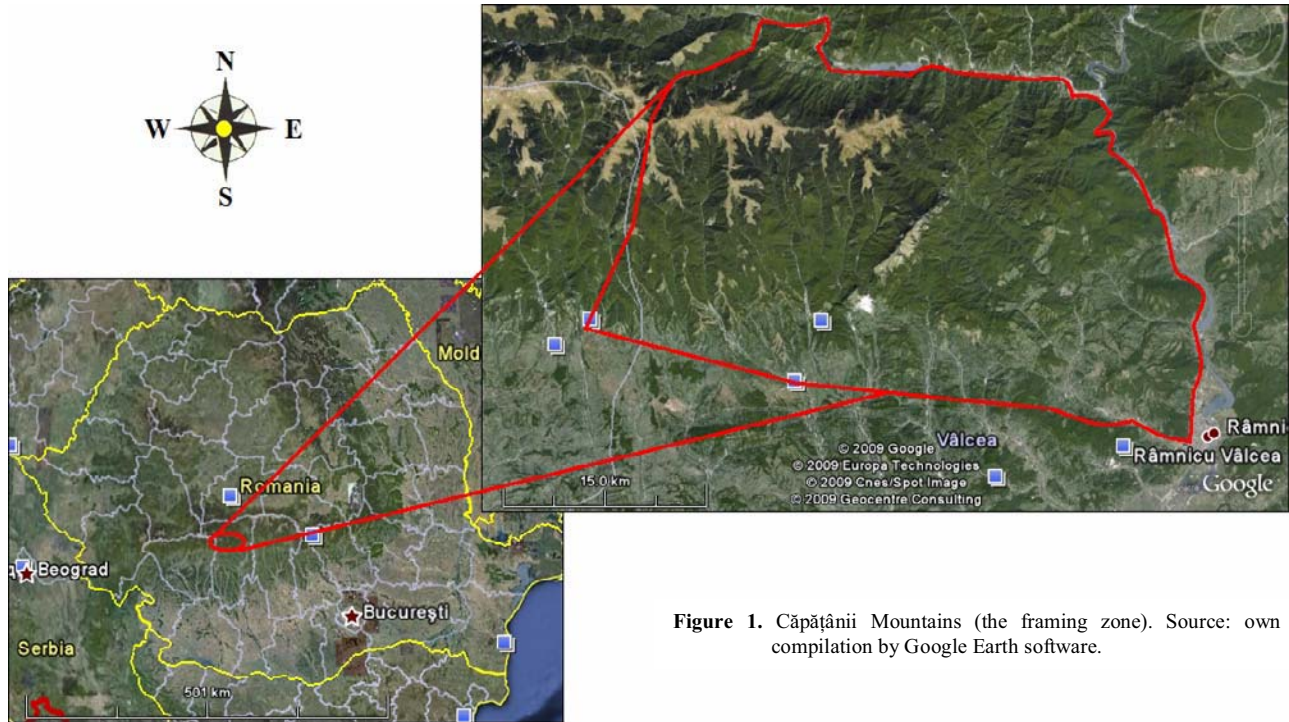 N
W
E
S
Vâlcea
Râmni
Râmnicu Vâlcea
© 2009 Google
© 2009 Europa Technologies
© 2009 Cnes/Spot Image
© 2009 Geocentre Consulting
15.0 km
Google
Mold
Romania
Beograd
București
Serbia
501 km
Figure 1. Căpățânii Mountains (the framing zone). Source: own
compilation by Google Earth software.